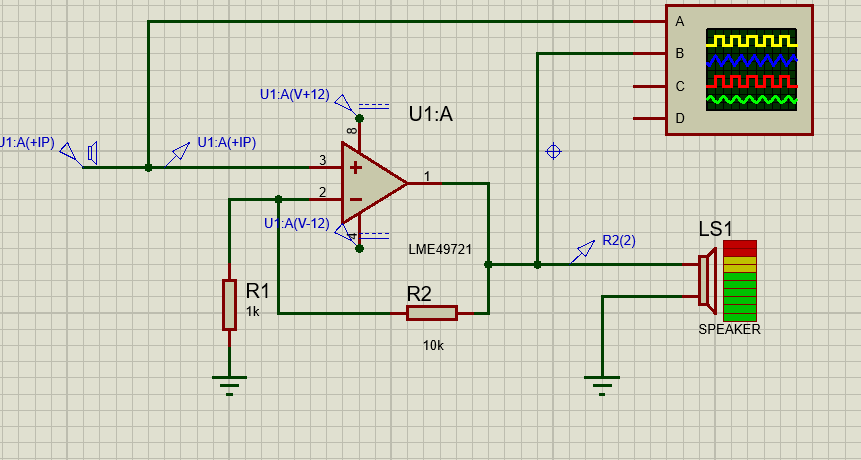 A
B
C
D
U1:A(V+12)
U1:A
8
U1:A(+IP)
U1:A(+IP)
3
2
1
U1:A(V-12)
4
LME49721
R2(2)
LS1
SPEAKER
R1
1k
R2
10k